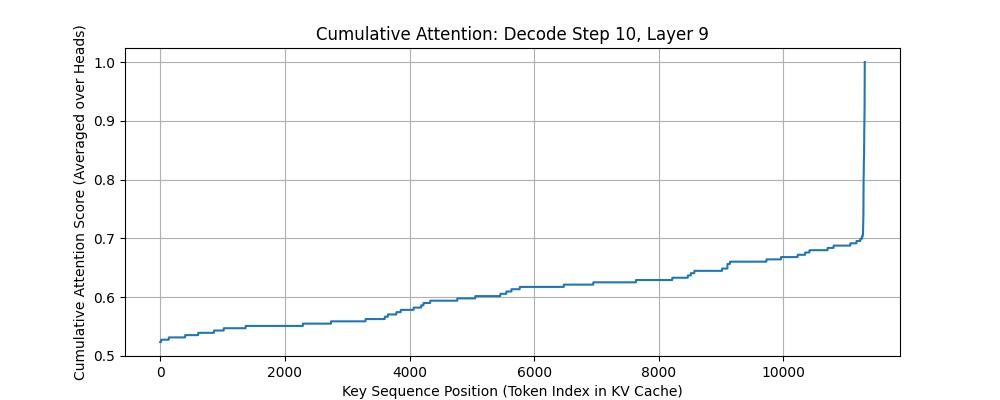 Cumulative Attention: Decode Step 10, Layer 9
Cumulative Attention Score (Averaged over Heads)
1.0
0.9
0.8
0.7
0.6
0.5
0 2000 4000 6000 8000 10000
Key Sequence Position (Token Index in KV Cache)